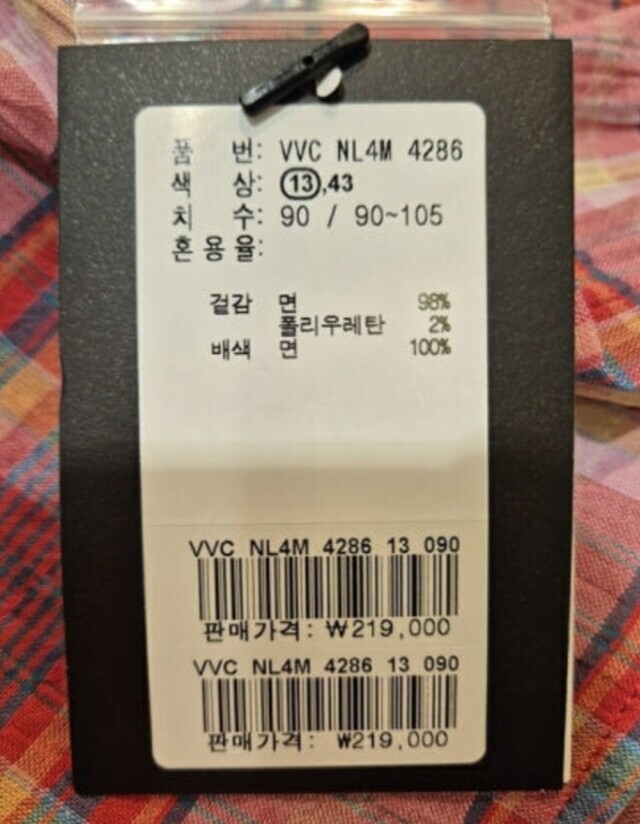 품 번: VVC NL4M 4286
색 상: 13,43
치 수: 90 / 90~105
혼용율:
겉감 면 98%
폴리우레탄 2%
배색 면 100%
VVC NL4M 4286 13 090
판매가격: ₩219,000
VVC NL4M 4286 13 090
판매가격: ₩219,000